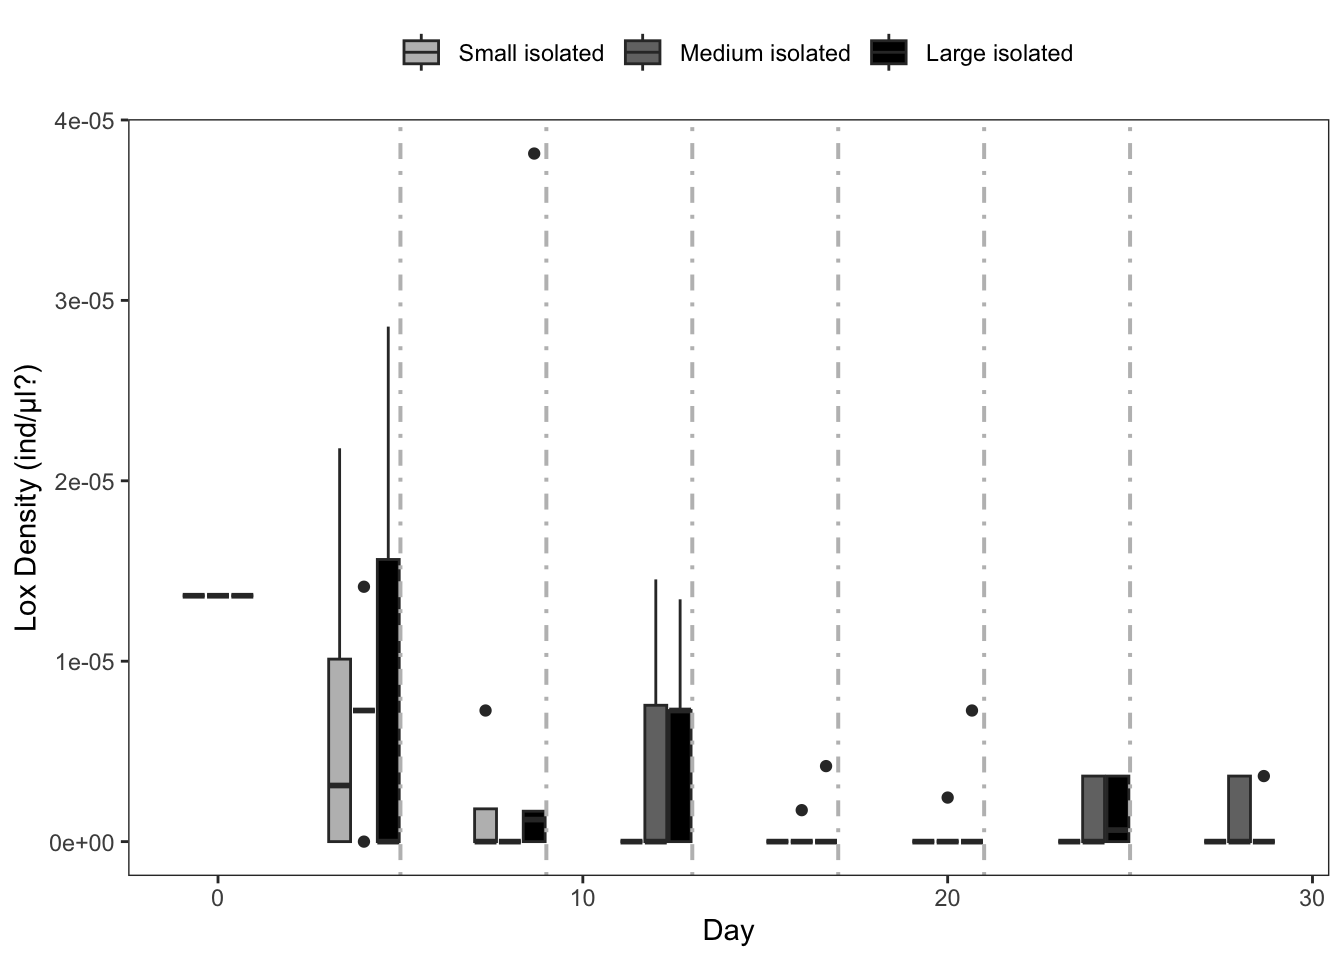 Small isolated Medium isolated Large isolated
4e-05
3e-05
2e-05
1e-05
0e+00
Lox Density (ind/µl?)
0 10 20 30
Day